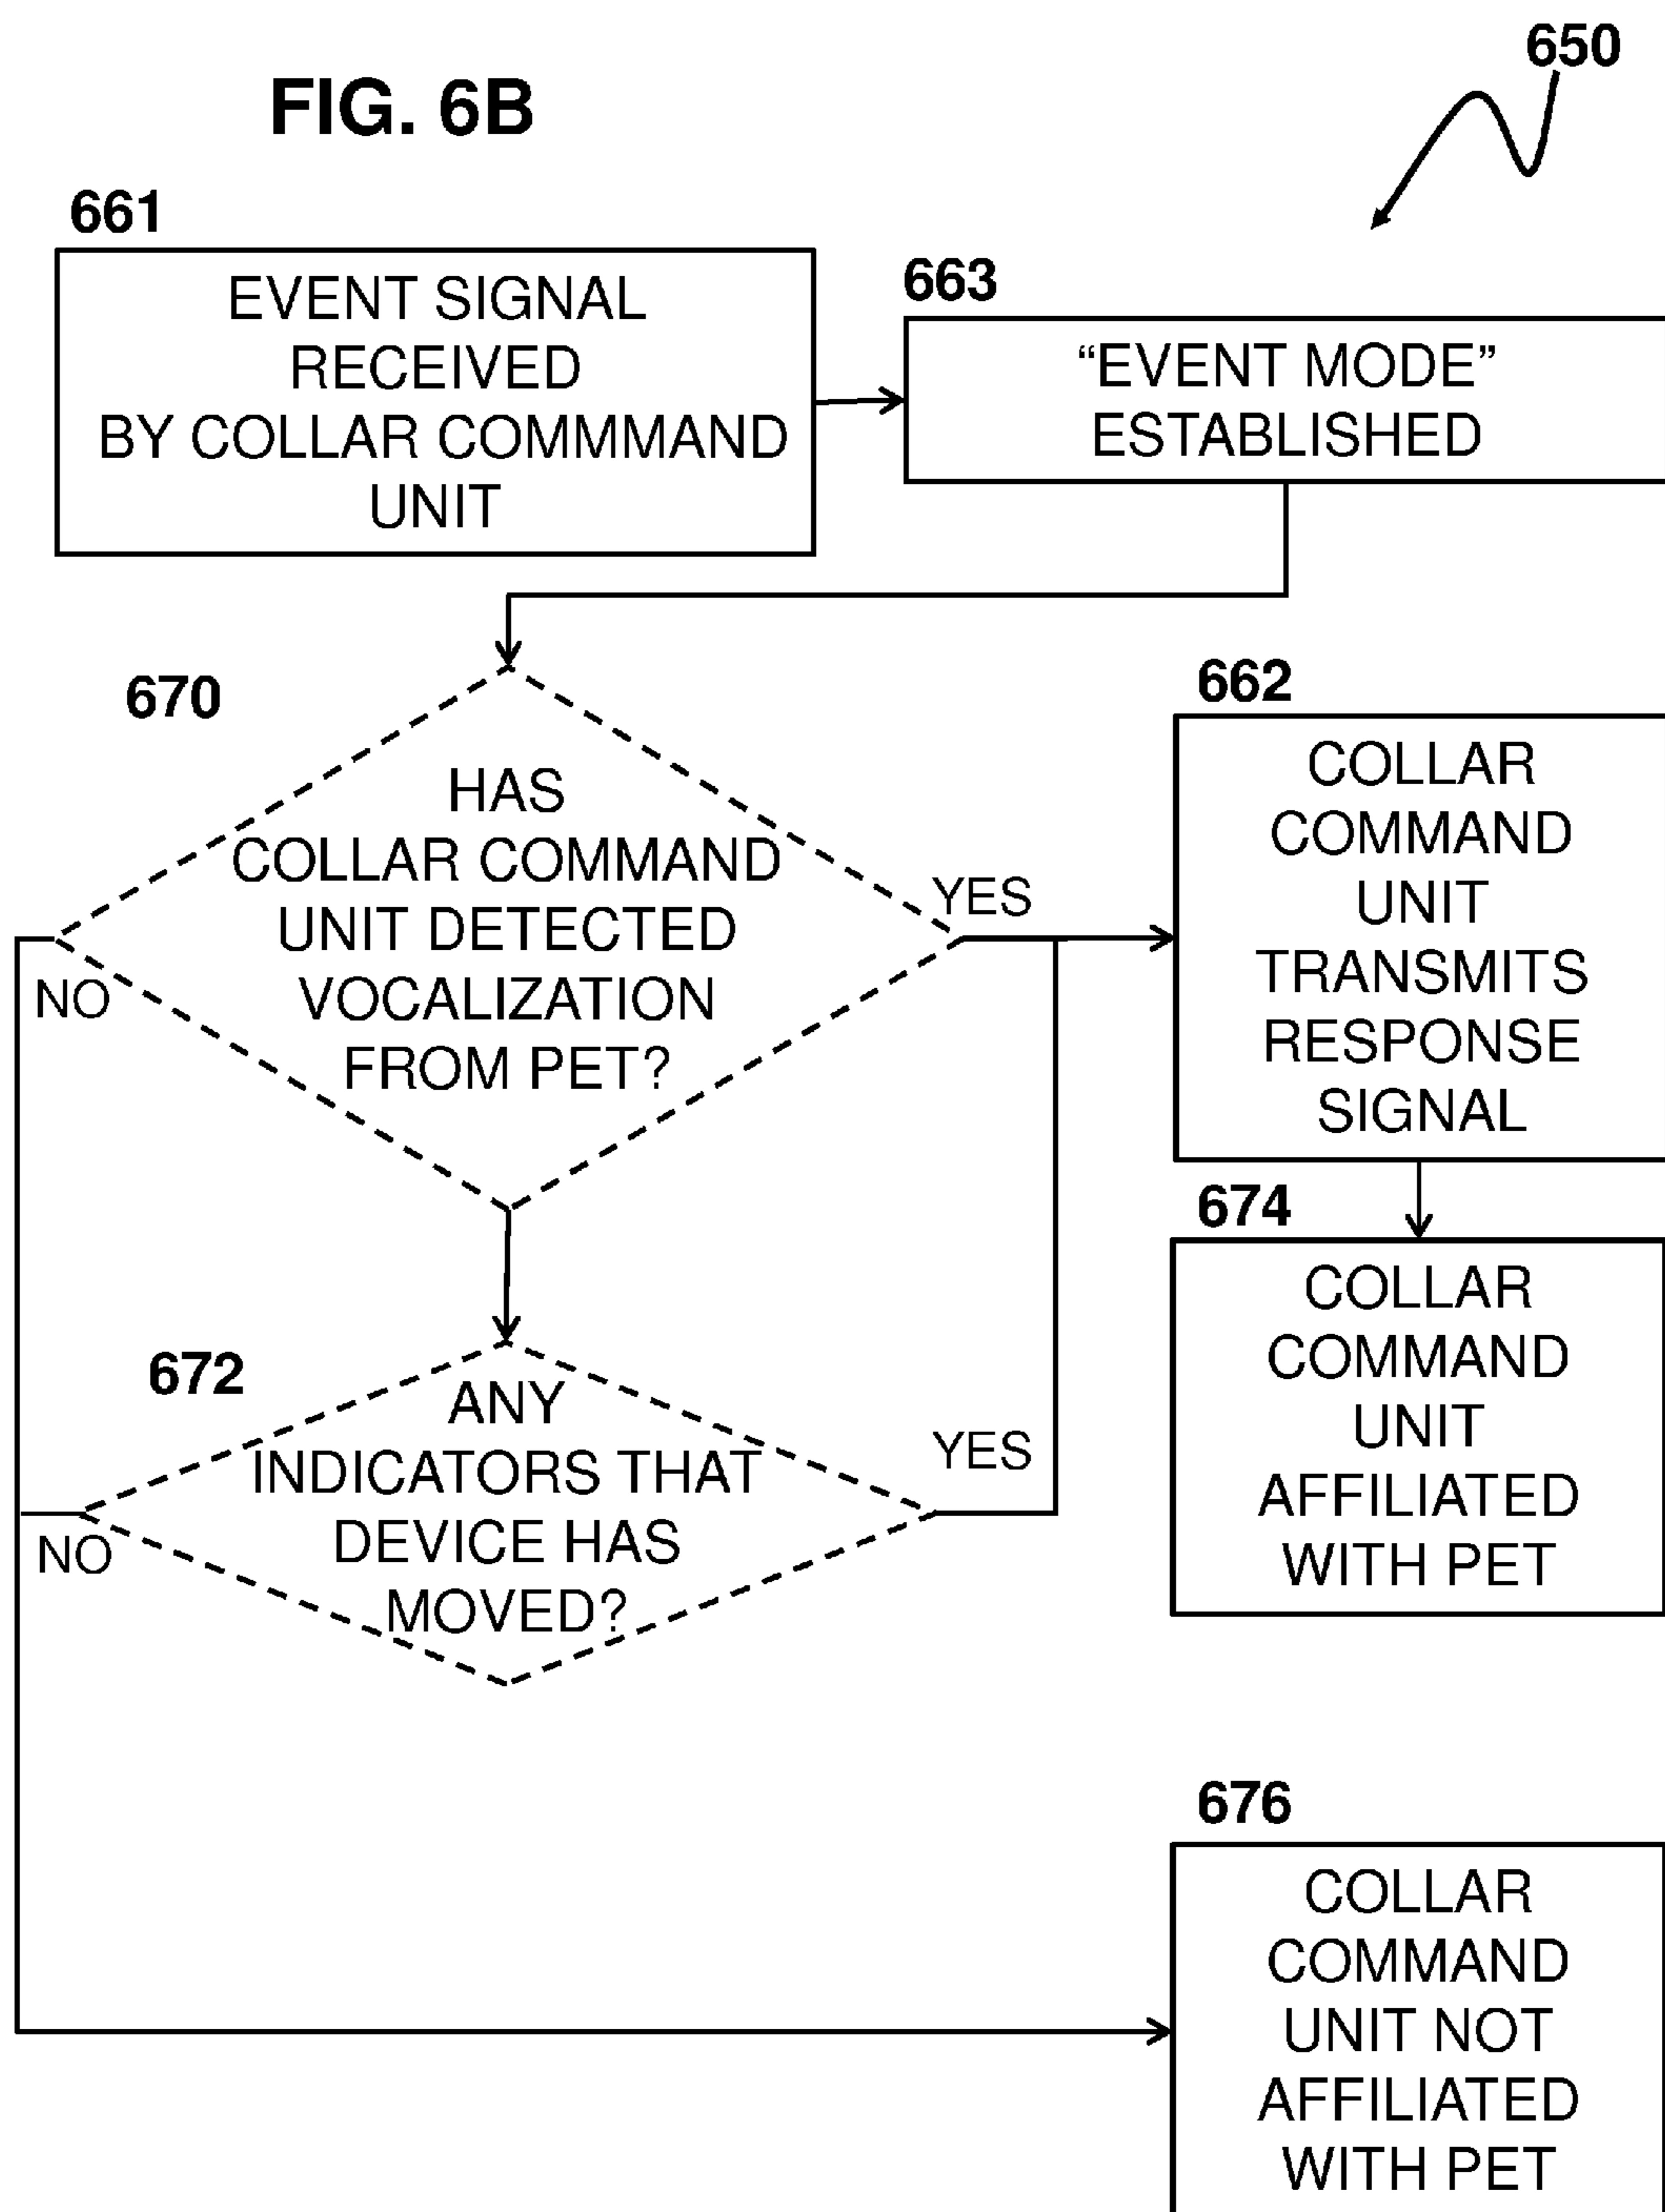 650
FIG. 6B
661
EVENT SIGNAL
RECEIVED
BY COLLAR COMMMAND
UNIT
663
“EVENT MODE”
ESTABLISHED
670
HAS
COLLAR COMMAND
UNIT DETECTED
VOCALIZATION
FROM PET?
YES
NO
662
COLLAR
COMMAND
UNIT
TRANSMITS
RESPONSE
SIGNAL
674
COLLAR
COMMAND
UNIT
AFFILIATED
WITH PET
672
ANY
INDICATORS THAT
DEVICE HAS
MOVED?
YES
NO
676
COLLAR
COMMAND
UNIT NOT
AFFILIATED
WITH PET